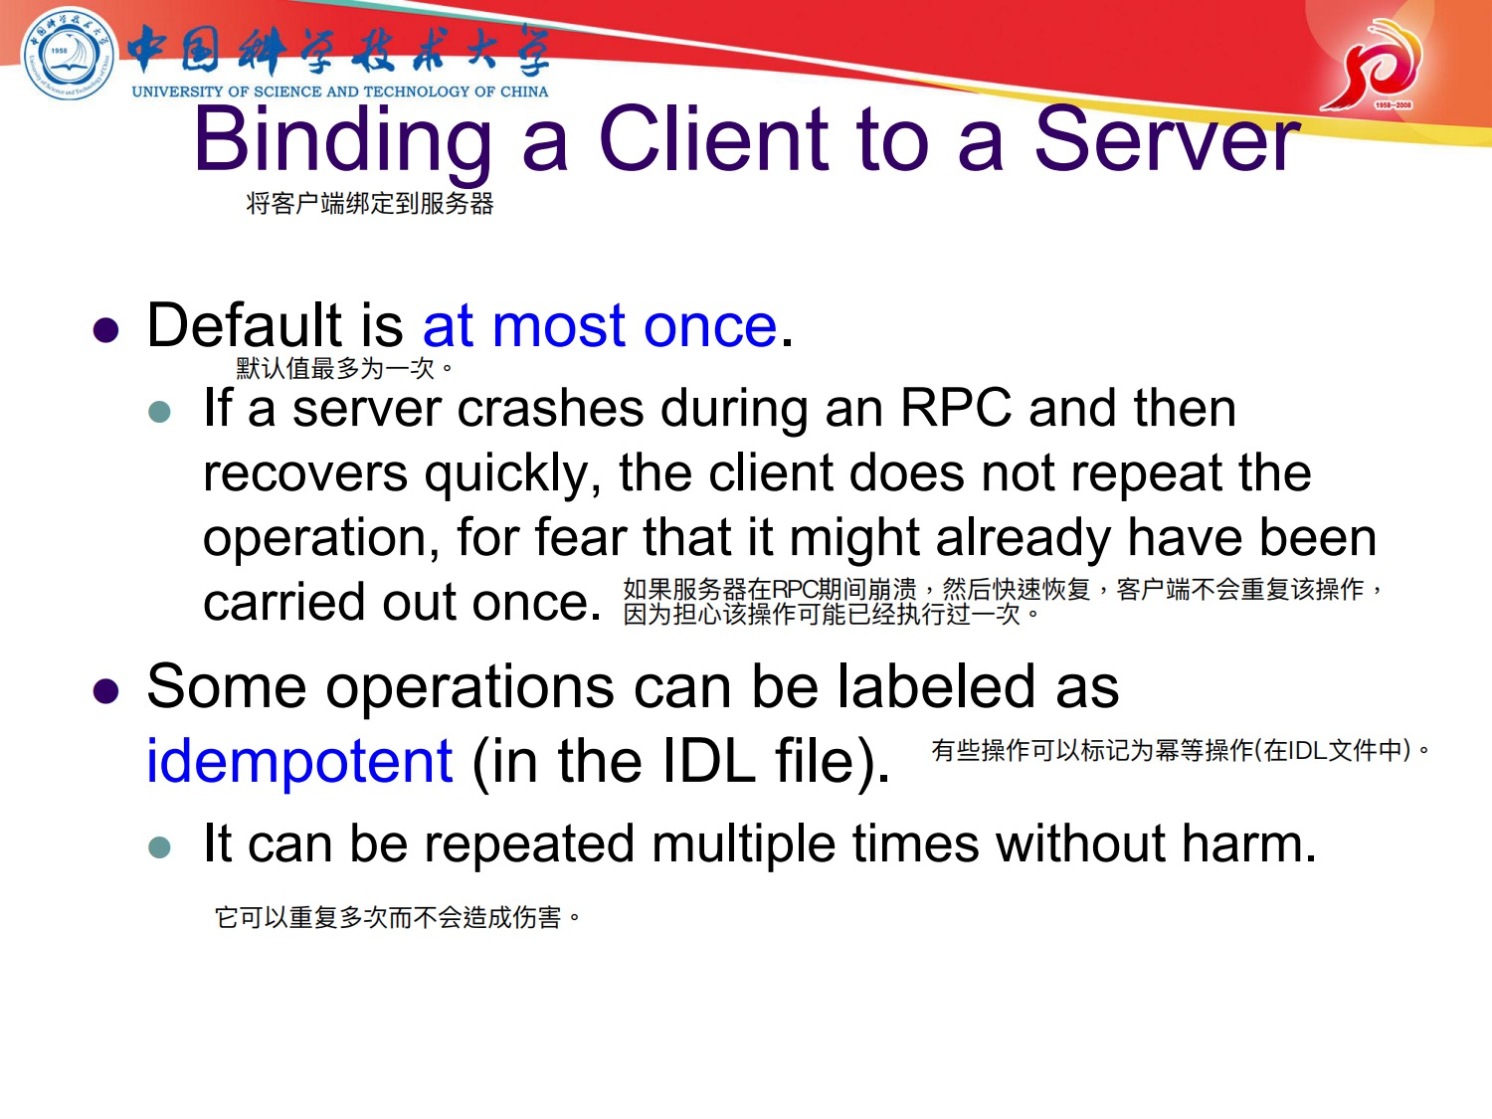 中国科学技术大学
UNIVERSITY OF SCIENCE AND TECHNOLOGY OF CHINA
1958
1958—2008
Binding a Client to a Server
将客户端绑定到服务器
Default is at most once.
默认值最多为一次。
If a server crashes during an RPC and then
recovers quickly, the client does not repeat the
operation, for fear that it might already have been
carried out once.
如果服务器在RPC期间崩溃，然后快速恢复，客户端不会重复该操作，
因为担心该操作可能已经执行过一次。
Some operations can be labeled as
idempotent (in the IDL file).
有些操作可以标记为幂等操作(在IDL文件中)。
It can be repeated multiple times without harm.
它可以重复多次而不会造成伤害。